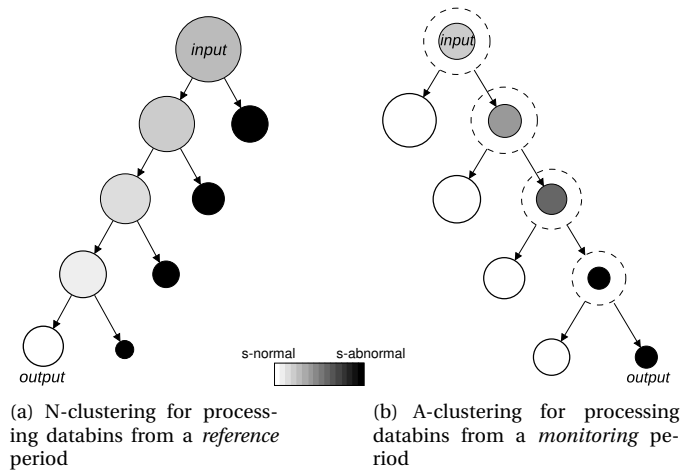 input
input
s-normal
s-abnormal
output
output
(a) N-clustering for process-
ing databins from a reference
period
(b) A-clustering for processing
databins from a monitoring pe-
riod